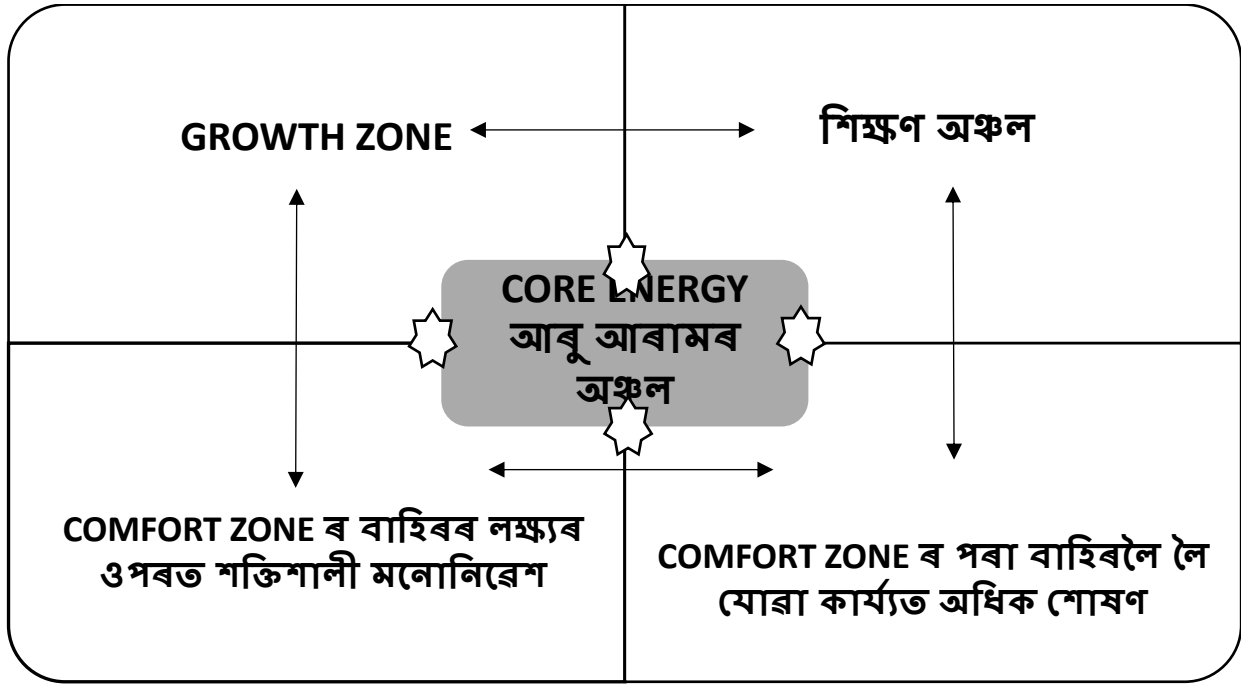 GROWTH ZONE
শিক্ষণ অঞ্চল
CORE ENERGY
আৰু আৰামৰ
অঞ্চল
COMFORT ZONE ৰ বাহিৰৰ লক্ষ্যৰ
ওপৰত শক্তিশালী মনোনিৱেশ
COMFORT ZONE ৰ পৰা বাহিৰলৈ লৈ
যোৱা কাৰ্য্যত অধিক শোষণ